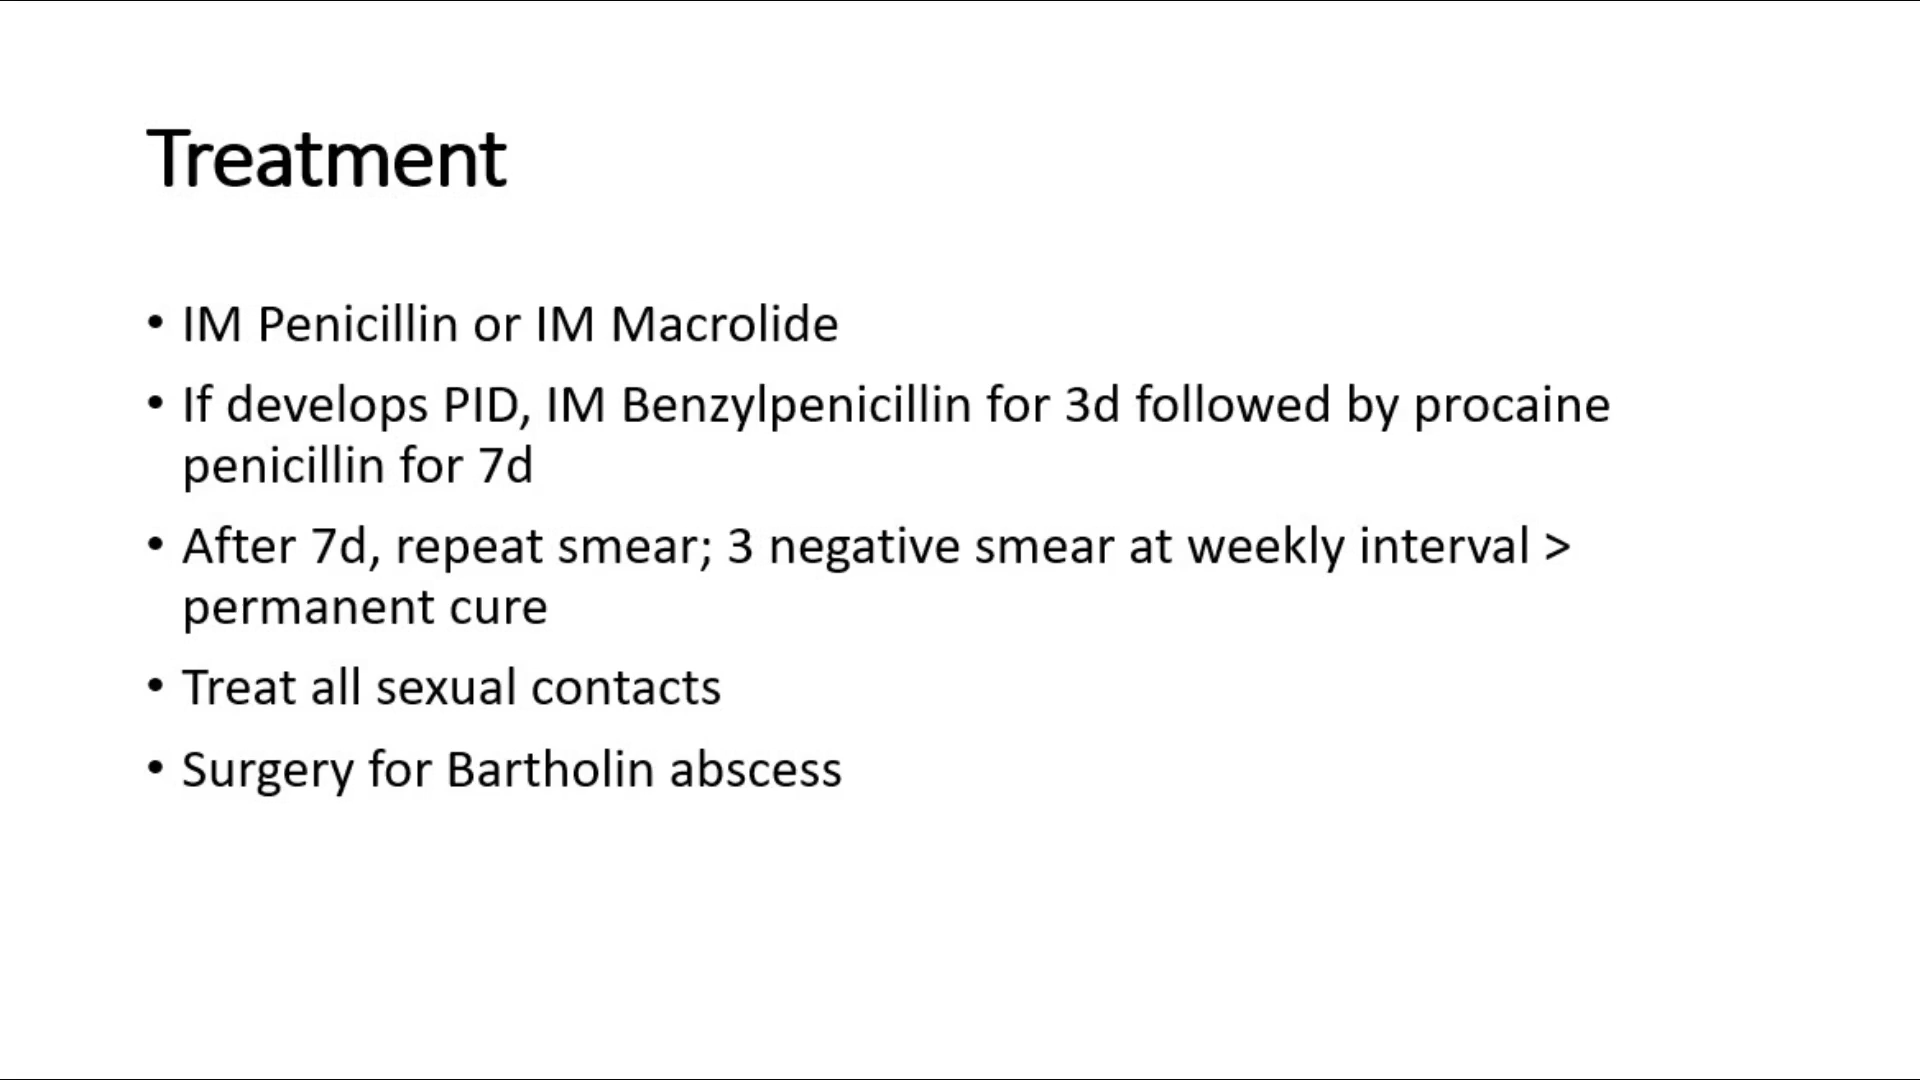 Treatment
• IM Penicillin or IM Macrolide
• If develops PID, IM Benzylpenicillin for 3d followed by procaine
penicillin for 7d
• After 7d, repeat smear; 3 negative smear at weekly interval >
permanent cure
• Treat all sexual contacts
• Surgery for Bartholin abscess